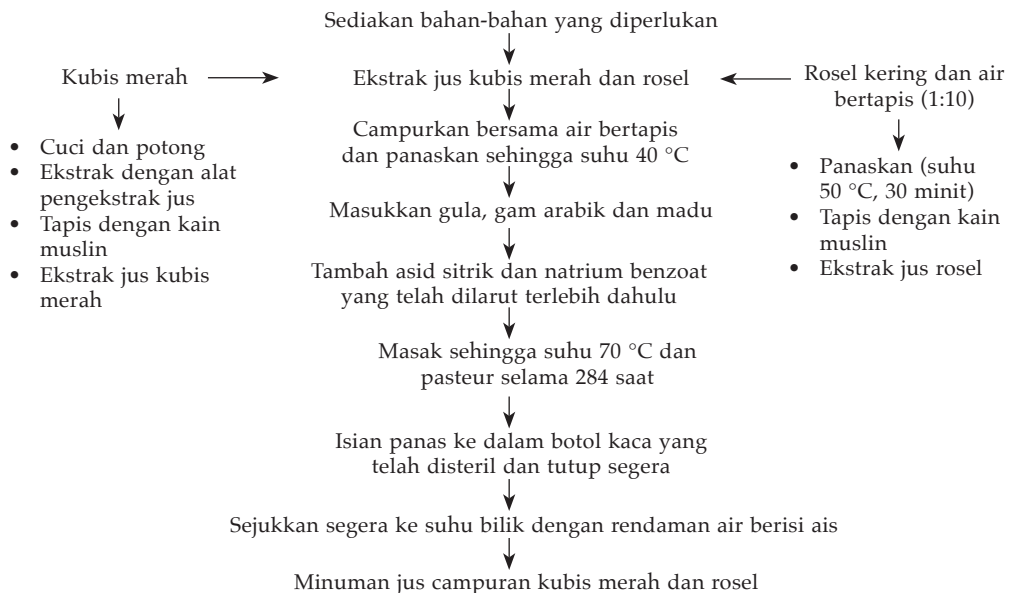 Sediakan bahan-bahan yang diperlukan
Kubis merah
Ekstrak jus kubis merah dan rosel
Rosel kering dan air
bertapis (1:10)
• Cuci dan potong
• Ekstrak dengan alat
pengekstrak jus
• Tapis dengan kain
muslin
• Ekstrak jus kubis
merah
Campurkan bersama air bertapis
dan panaskan sehingga suhu 40 °C
Masukkan gula, gam arabik dan madu
Tambah asid sitrik dan natrium benzoat
yang telah dilarut terlebih dahulu
• Panaskan (suhu
50 °C, 30 minit)
• Tapis dengan kain
muslin
• Ekstrak jus rosel
Masak sehingga suhu 70 °C dan
pasteur selama 284 saat
Isian panas ke dalam botol kaca yang
telah disteril dan tutup segera
Sejukkan segera ke suhu bilik dengan rendaman air berisi ais
Minuman jus campuran kubis merah dan rosel